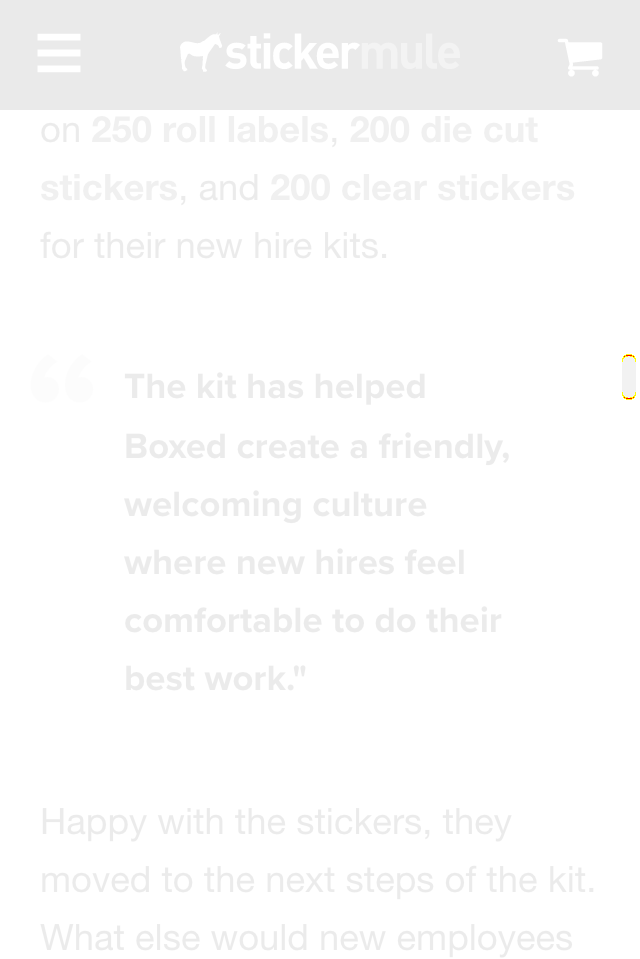 stickermule
on 250 roll labels, 200 die cut
stickers, and 200 clear stickers
for their new hire kits.
“ The kit has helped
Boxed create a friendly,
welcoming culture
where new hires feel
comfortable to do their
best work."
Happy with the stickers, they
moved to the next steps of the kit.
What else would new employees